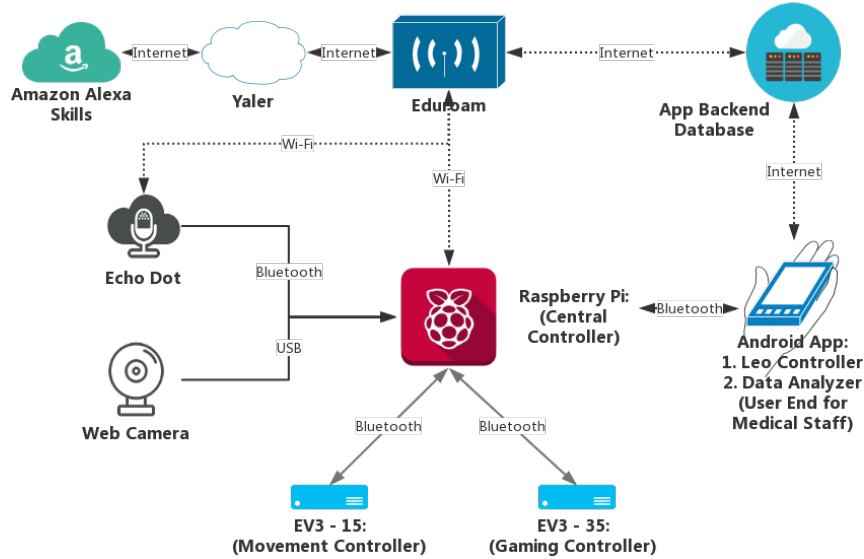 Internet
Internet
Internet
a
Amazon Alexa
Skills
Yaler
Eduroam
App Backend
Database
Wi-Fi
Wi-Fi
Internet
Echo Dot
Bluetooth
Raspberry Pi:
(Central
Controller)
Bluetooth
USB
Android App:
1. Leo Controller
2. Data Analyzer
(User End for
Medical Staff)
Web Camera
Bluetooth
Bluetooth
EV3 - 15:
(Movement Controller)
EV3 - 35:
(Gaming Controller)